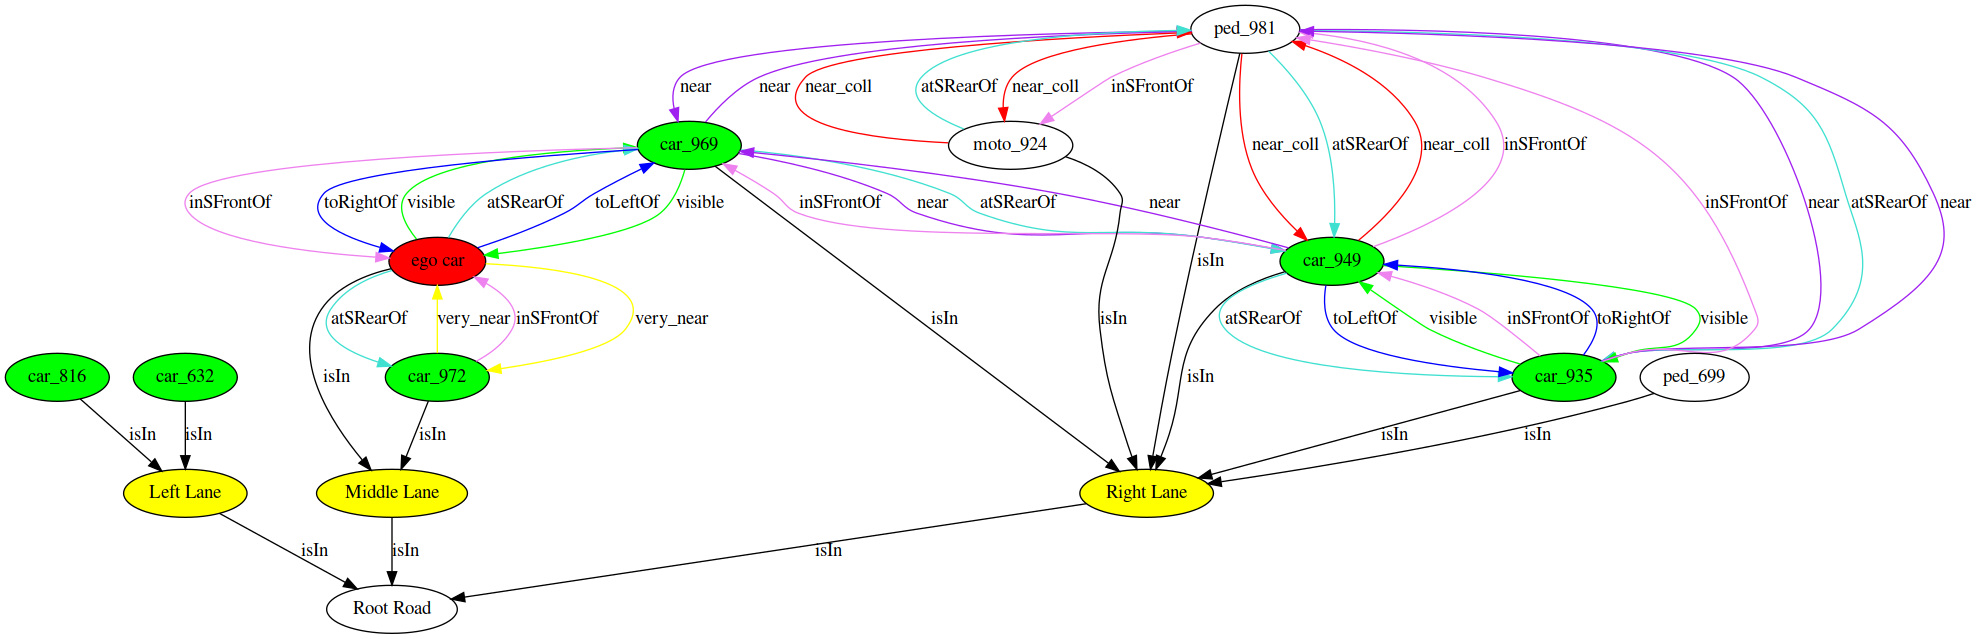 ped_981
near
near
near_coll
atSRearOf
near_coll
inSFrontOf
car_969
moto_924
near_coll
atSRearOf
near_coll
inSFrontOf
inSFrontOf
toRightOf
visible
atSRearOf
toLeftOf
visible
inSFrontOf
near
atSRearOf
near
inSFrontOf
near
atSRearOf
near
ego car
isIn
car_949
atSRearOf
very_near
inSFrontOf
very_near
isIn
isIn
atSRearOf
toLeftOf
visible
inSFrontOf
toRightOf
visible
car_816
car_632
isIn
car_972
isIn
car_935
ped_699
isIn
isIn
isIn
isIn
isIn
Left Lane
Middle Lane
Right Lane
isIn
isIn
isIn
Root Road